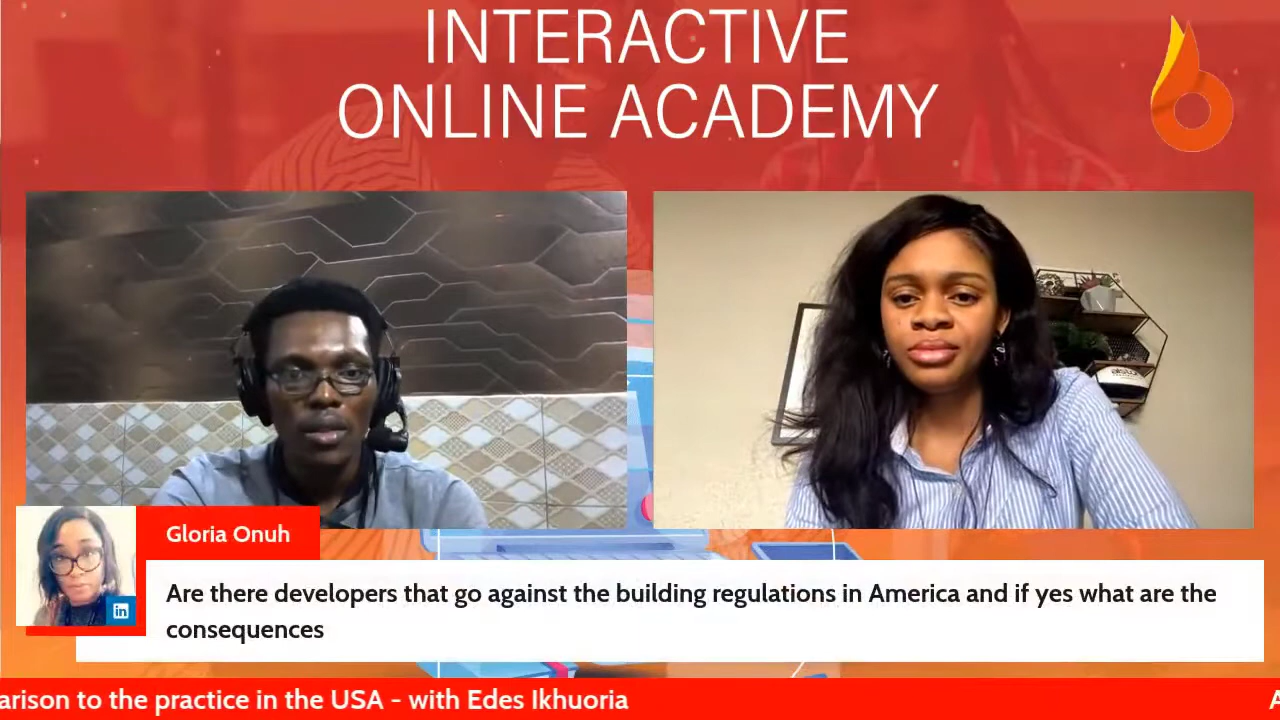 INTERACTIVE
ONLINE ACADEMY
Gloria Onuh
in
Are there developers that go against the building regulations in America and if yes what are the
consequences
arison to the practice in the USA - with Edes Ikhuoria
A